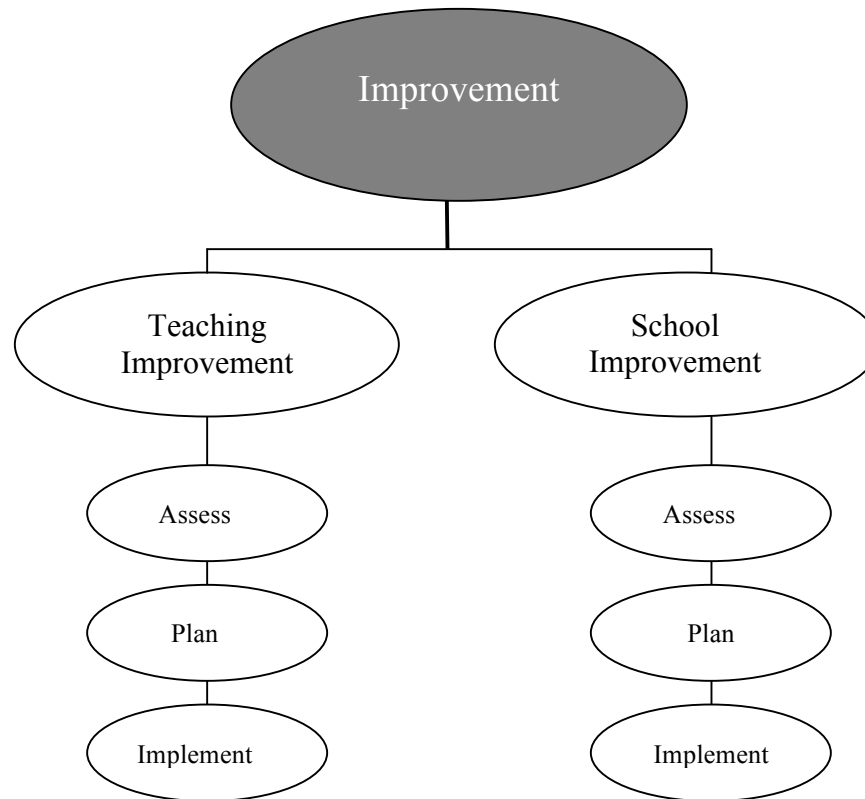 Improvement
Teaching
Improvement
School
Improvement
Assess
Assess
Plan
Plan
Implement
Implement